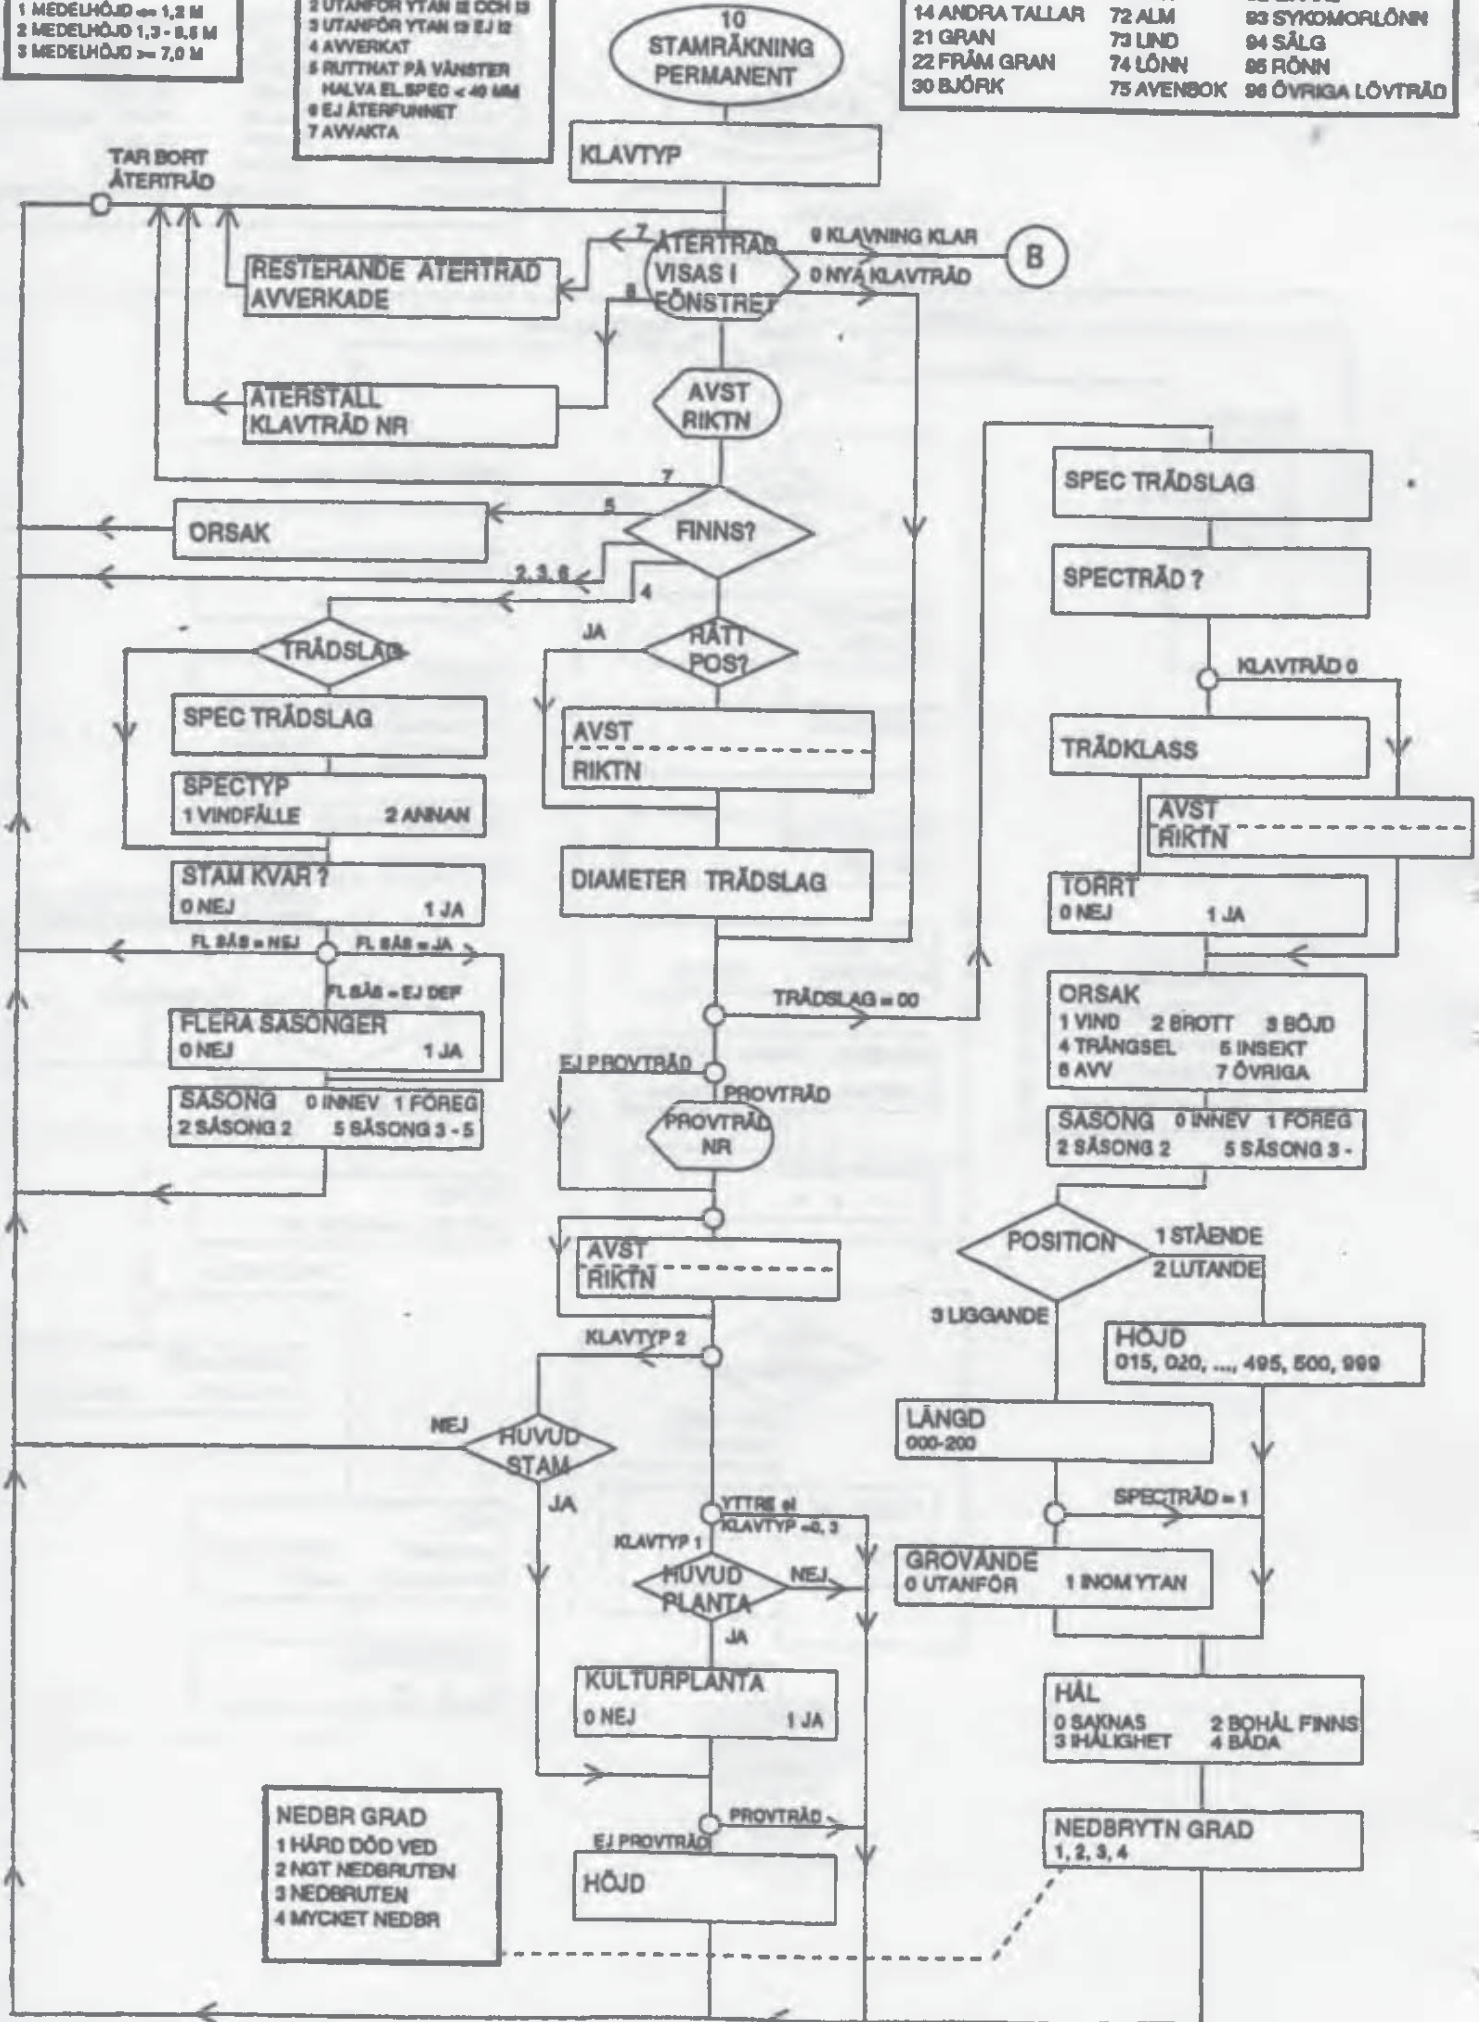 1 MEDELHÖJD <= 1,2 M
2 MEDELHÖJD 1,3 - 6,6 M
3 MEDELHÖJD >= 7,0 M
2 UTANFÖR YTAN 12 OCH 13
3 UTANFÖR YTAN 13 EJ 12
4 AVVERKAT
5 RUTTNAT PÅ VÄNSTER
HALVA EL.SPEC < 40 MM
6 EJ ÅTERFUNNET
7 AVVAKTA
10
STAMRÄKNING
PERMANENT
14 ANDRA TALLAR 72 ALM 93 SYKOMORLÖNN
21 GRAN 73 LIND 94 SÄLG
22 FRÄM GRAN 74 LÖNN 95 RÖNN
30 BJÖRK 75 AVENBOK 96 ÖVRIGA LÖVTRÄD
KLAVTYP
TAR BORT
ÅTERTRÄD
7
ÅTERTRÄD
VISAS I
FÖNSTRET
9 KLAVNING KLAR
B
0 NYA KLAVTRÄD
RESTERANDE ÅTERTRÄD
AVVERKADE
8
ÅTERSTÄLL
KLAVTRÄD NR
AVST
RIKTN
7
5
ORSAK
FINNS?
2, 3, 6
4
TRÄDSLAG
JA
RÄTT
POS?
SPEC TRÄDSLAG
SPECTYP
1 VINDFÄLLE 2 ANNAN
AVST
RIKTN
STAM KVAR ?
0 NEJ 1 JA
DIAMETER TRÄDSLAG
FL SÄS = NEJ FL SÄS = JA
FL SÄS = EJ DEF
FLERA SÄSONGER
0 NEJ 1 JA
SÄSONG 0 INNEV 1 FÖREG
2 SÄSONG 2 5 SÄSONG 3 - 5
TRÄDSLAG = 00
EJ PROVTRÄD
PROVTRÄD
PROVTRÄD
NR
AVST
RIKTN
KLAVTYP 2
NEJ
HUVUD
STAM
JA
YTTRE el
KLAVTYP =0, 3
KLAVTYP 1
HUVUD
PLANTA
NEJ
JA
KULTURPLANTA
0 NEJ 1 JA
PROVTRÄD
EJ PROVTRÄD
HÖJD
SPEC TRÄDSLAG
SPECTRÄD ?
KLAVTRÄD 0
TRÄDKLASS
AVST
RIKTN
TORRT
0 NEJ 1 JA
ORSAK
1 VIND 2 BROTT 3 BÖJD
4 TRÄNGSEL 5 INSEKT
6 AVV 7 ÖVRIGA
SÄSONG 0 INNEV 1 FÖREG
2 SÄSONG 2 5 SÄSONG 3 -
POSITION
1 STÅENDE
2 LUTANDE
3 LIGGANDE
HÖJD
015, 020, ..., 495, 500, 999
LÄNGD
000-200
SPECTRÄD = 1
GROVÄNDE
0 UTANFÖR 1 INOM YTAN
HÅL
0 SAKNAS 2 BOHÅL FINNS
3 IHÅLIGHET 4 BÅDA
NEDBRYTN GRAD
1, 2, 3, 4
NEDBR GRAD
1 HÅRD DÖD VED
2 NGT NEDBRUTEN
3 NEDBRUTEN
4 MYCKET NEDBR